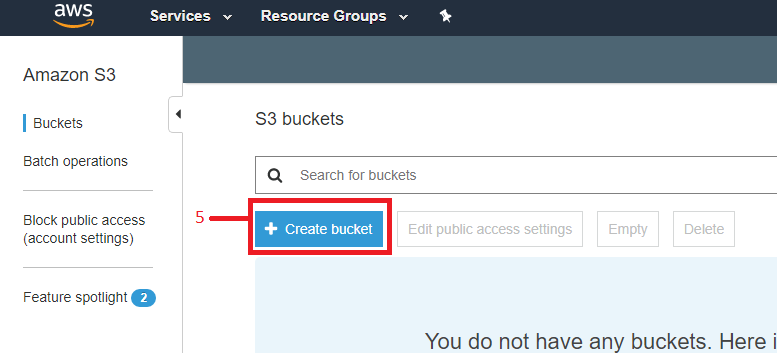 aws
Services
Resource Groups
Amazon S3
Buckets
Batch operations
Block public access
(account settings)
Feature spotlight 2
S3 buckets
Search for buckets
5
+ Create bucket
Edit public access settings
Empty
Delete
You do not have any buckets. Here i